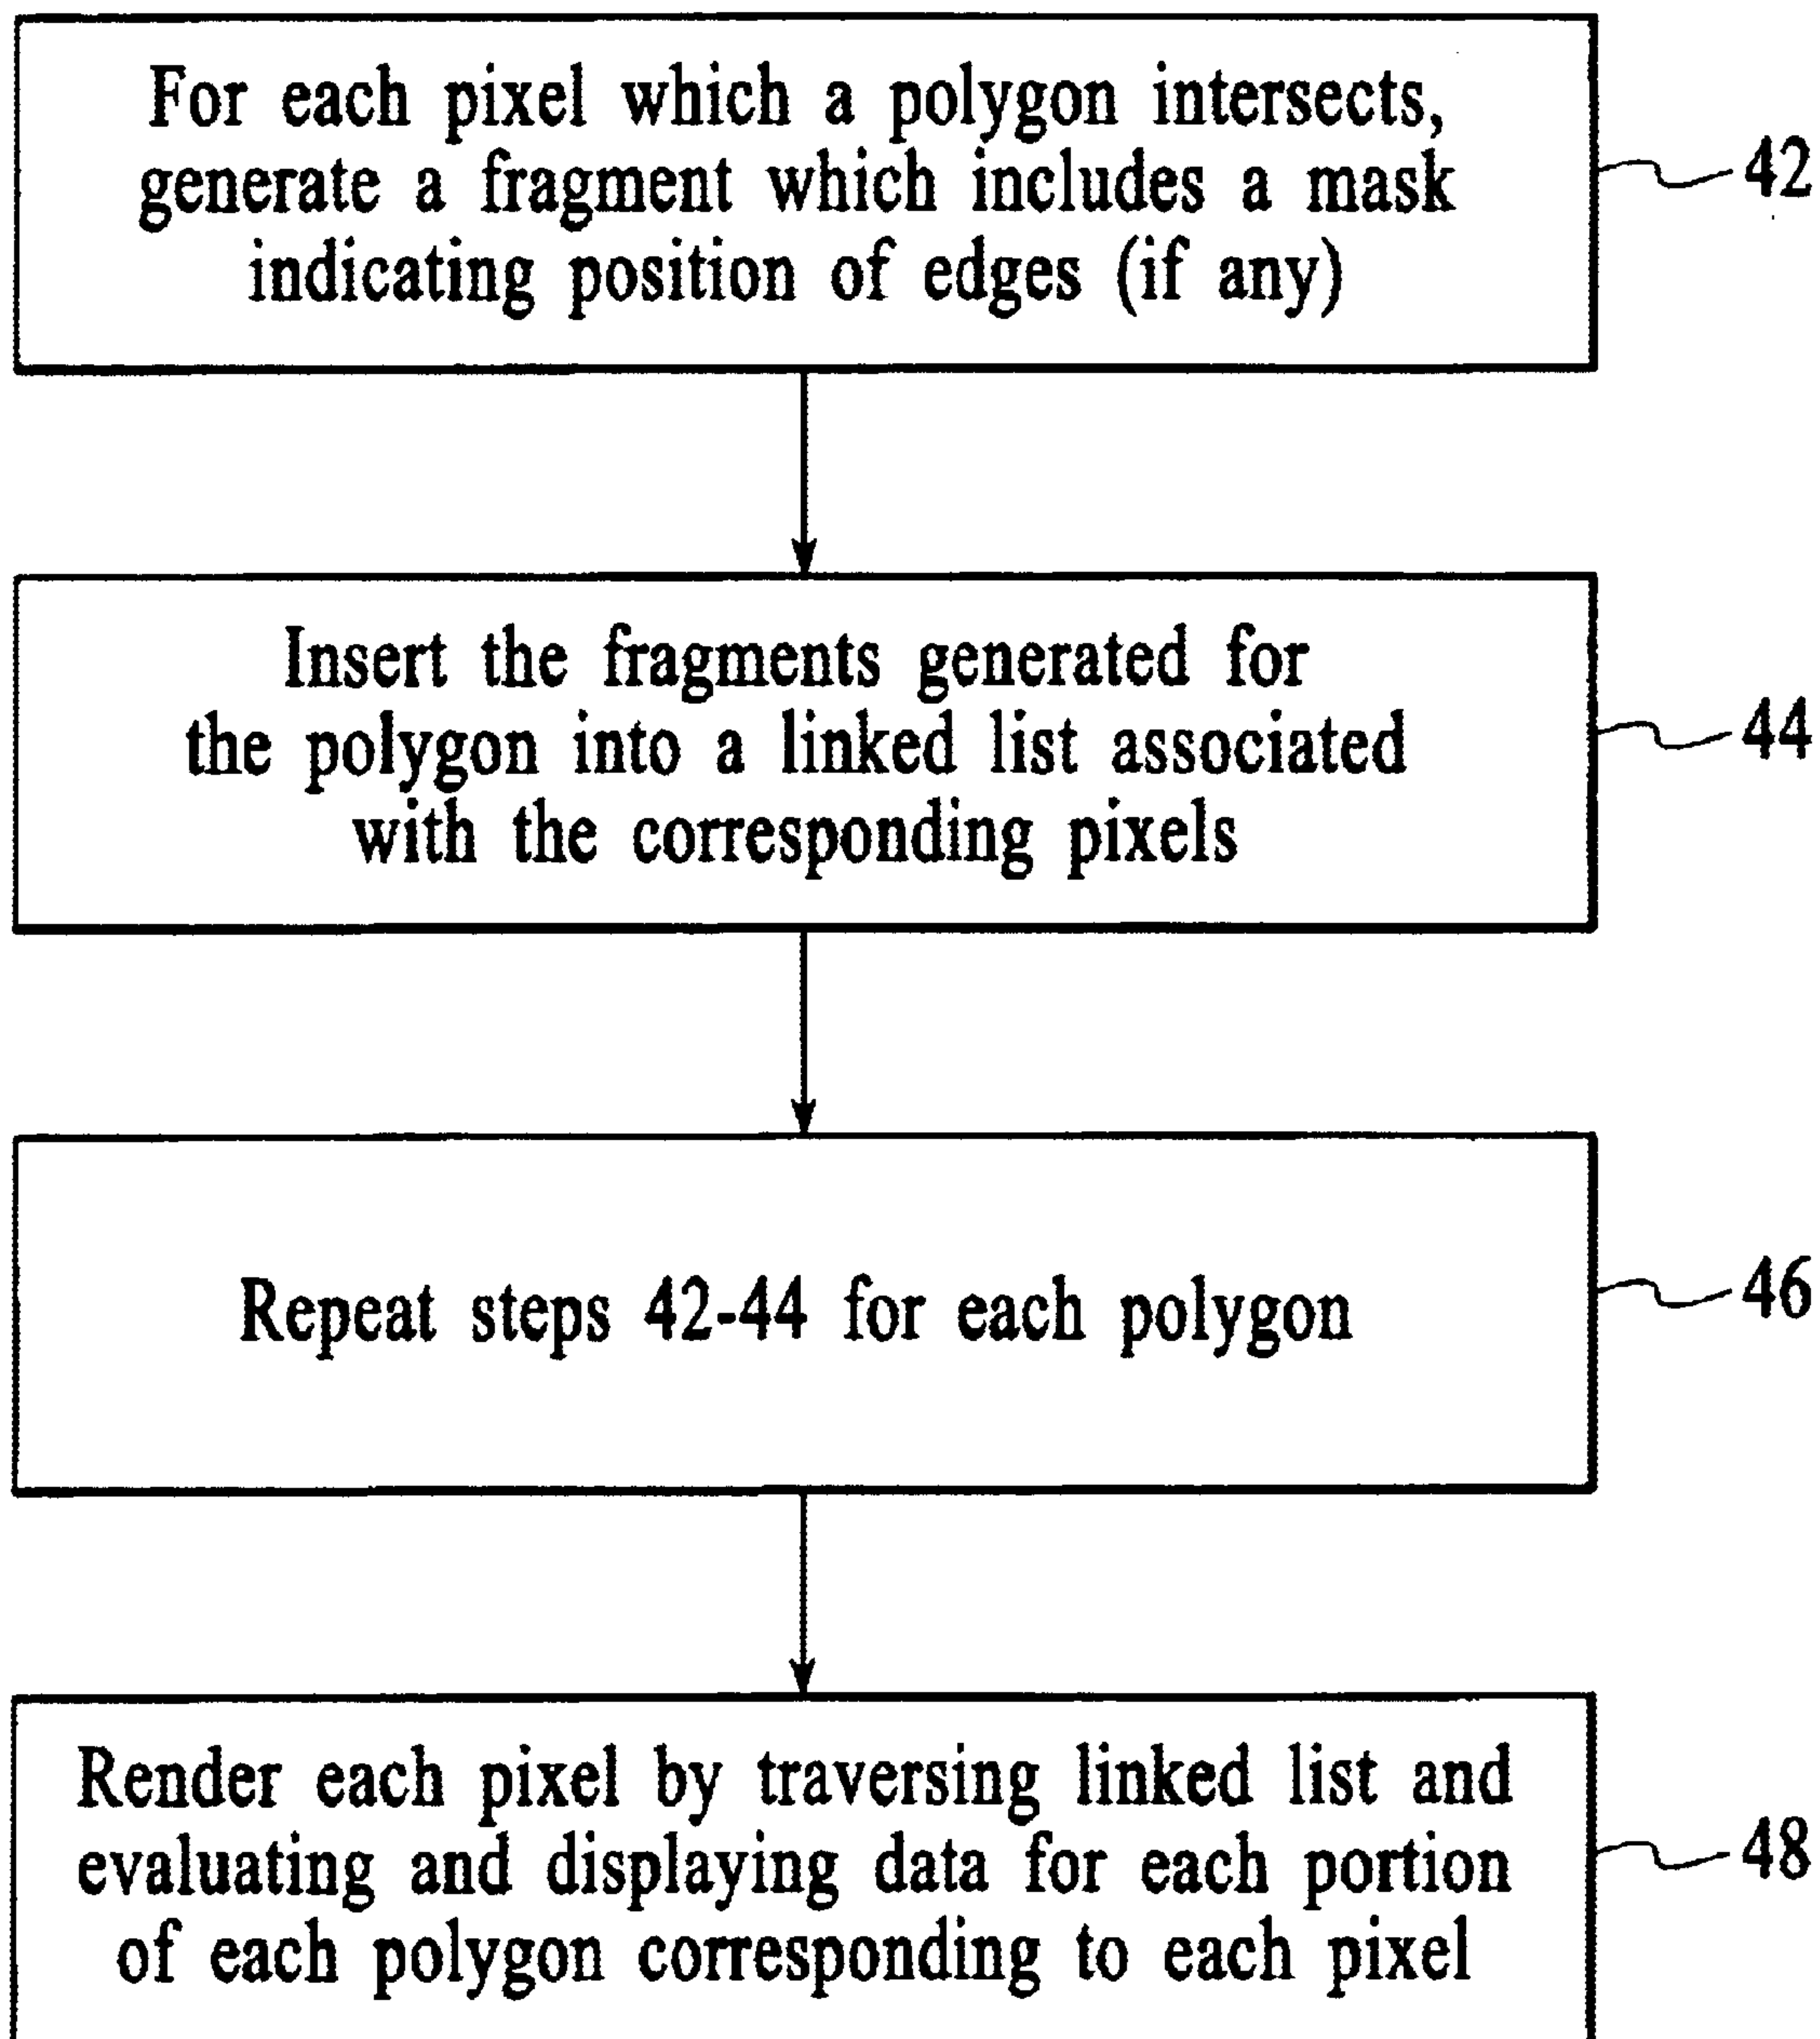 For each pixel which a polygon intersects,
generate a fragment which includes a mask
indicating position of edges (if any)
42
Insert the fragments generated for
the polygon into a linked list associated
with the corresponding pixels
44
Repeat steps 42-44 for each polygon
46
Render each pixel by traversing linked list and
evaluating and displaying data for each portion
of each polygon corresponding to each pixel
48